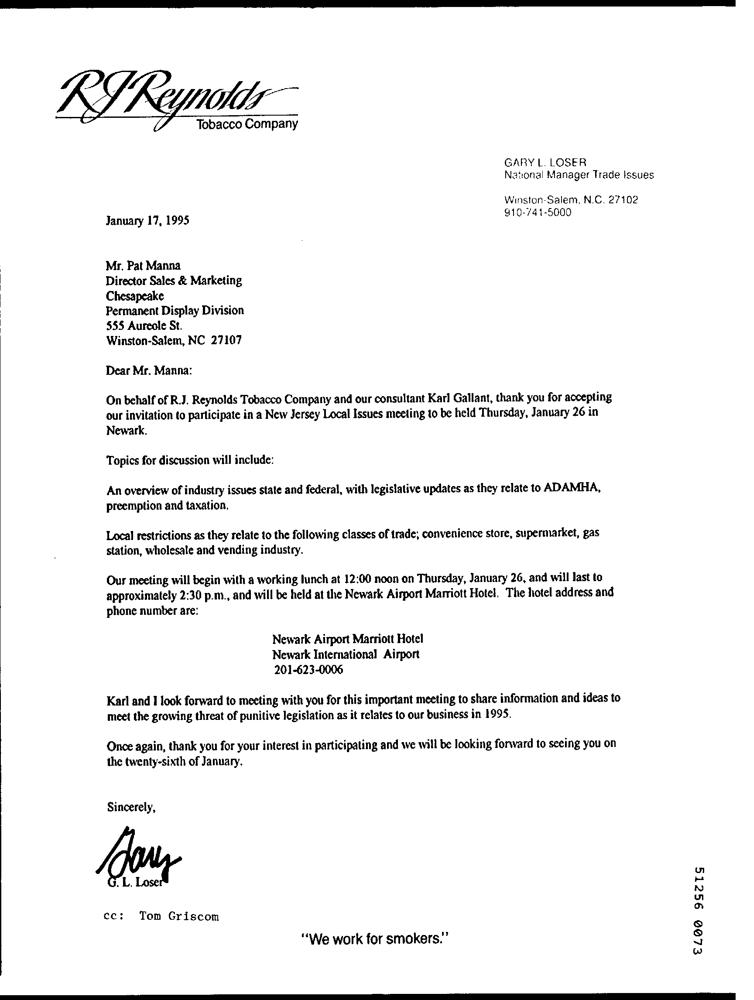 RJReynolds
Tobacco Company
GARY L. LOSER
National Manager Trade Issues
Winston-Salem, N.C. 27102
910-741-5000
January 17, 1995
Mr. Pat Manna
Director Sales & Marketing
Chesapeake
Permanent Display Division
555 Aureole St.
Winston-Salem, NC 27107
Dear Mr. Manna:
On behalf of R.J. Reynolds Tobacco Company and our consultant Karl Gallant, thank you for accepting
our invitation to participate in a New Jersey Local Issues meeting to be held Thursday, January 26 in
Newark.
Topics for discussion will include:
An overview of industry issues state and federal, with legislative updates as they relate to ADAMHA,
preemption and taxation.
Local restrictions as they relate to the following classes of trade; convenience store, supermarket, gas
station, wholesale and vending industry.
Our meeting will begin with a working lunch at 12:00 noon on Thursday, January 26, and will last to
approximately 2:30 p.m., and will be held at the Newark Airport Marriott Hotel. The hotel address and
phone number are:
Newark Airport Marriott Hotel
Newark International Airport
201-623-0006
Karl and I look forward to meeting with you for this important meeting to share information and ideas to
meet the growing threat of punitive legislation as it relates to our business in 1995.
Once again, thank you for your interest in participating and we will be looking forward to seeing you on
the twenty-sixth of January.
Sincerely,
Gary
G. L. Loser
cc: Tom Griscom
"We work for smokers."
51256 0073